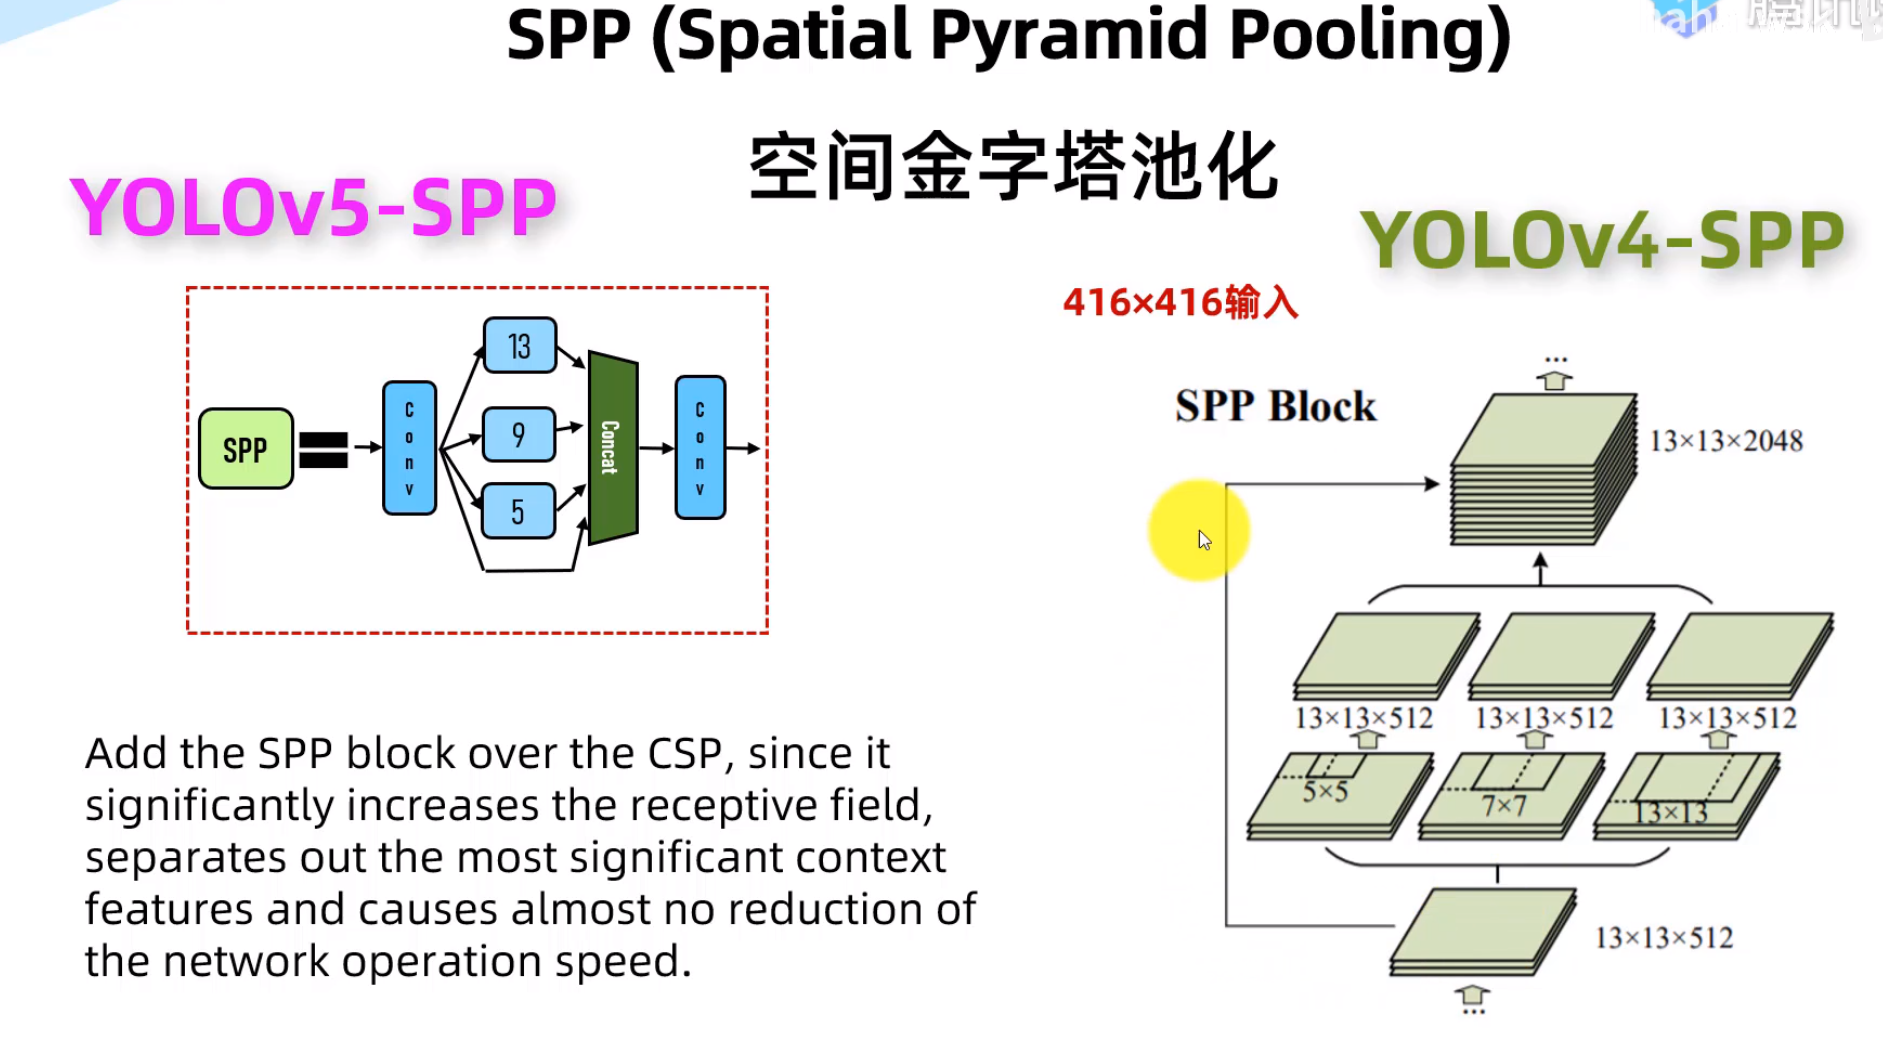 SPP (Spatial Pyramid Pooling)
空间金字塔池化
YOLOv5-SPP
YOLOv4-SPP
SPP
Conv
13
9
5
Concat
Conv
Add the SPP block over the CSP, since it
significantly increases the receptive field,
separates out the most significant context
features and causes almost no reduction of
the network operation speed.
416×416输入
...
SPP Block
13×13×2048
13×13×512 13×13×512 13×13×512
5×5 7×7 13×13
13×13×512
...